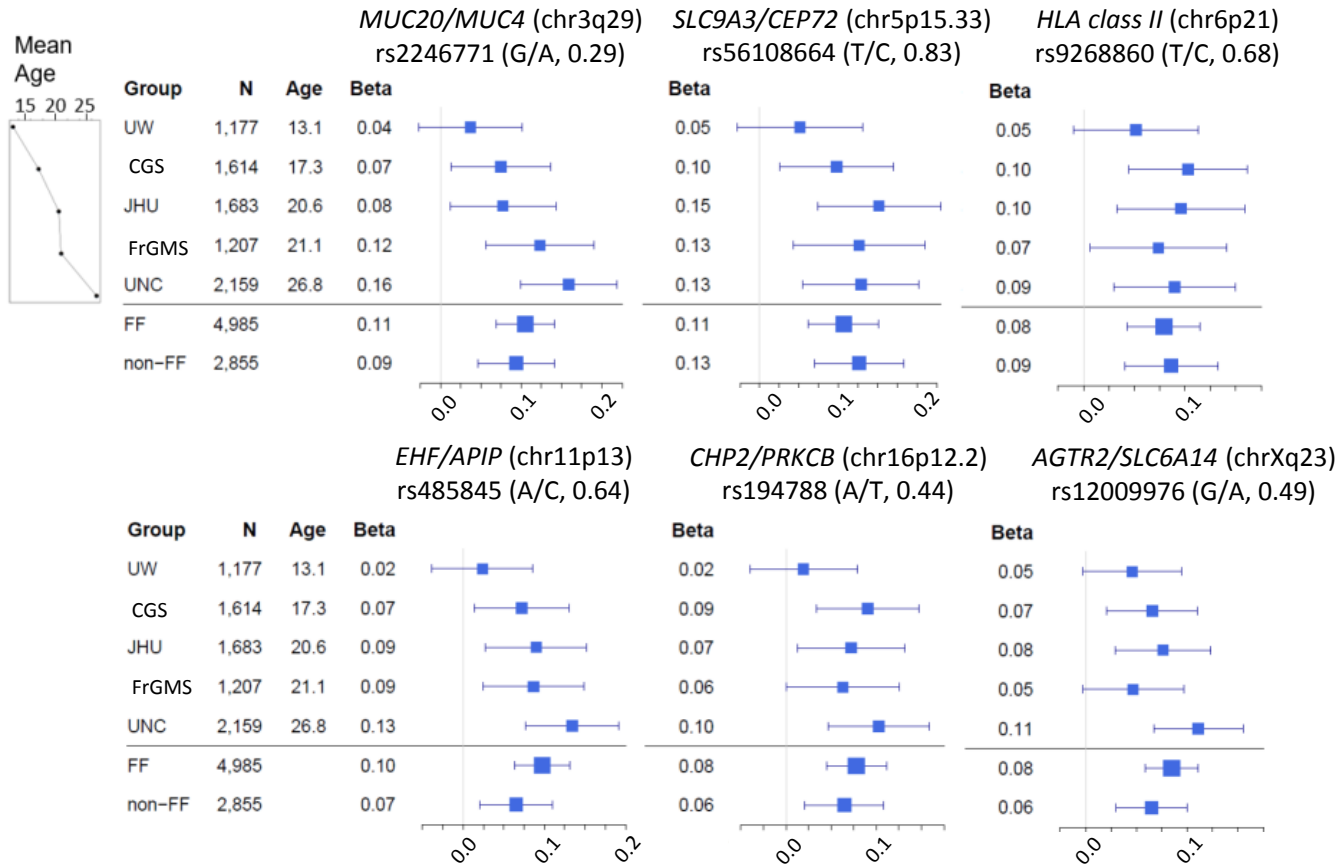 MUC20/MUC4 (chr3q29) SLC9A3/CEP72 (chr5p15.33) HLA class II (chr6p21)
rs2246771 (G/A, 0.29) rs56108664 (T/C, 0.83) rs9268860 (T/C, 0.68)
Mean
Age
15 20 25
Group N Age Beta Beta Beta
UW 1,177 13.1 0.04 0.05 0.05
CGS 1,614 17.3 0.07 0.10 0.10
JHU 1,683 20.6 0.08 0.15 0.10
FrGMS 1,207 21.1 0.12 0.13 0.07
UNC 2,159 26.8 0.16 0.13 0.09
FF 4,985 0.11 0.11 0.08
non−FF 2,855 0.09 0.13 0.09
0.0 0.1 0.2 0.0 0.1 0.2 0.0 0.1
EHF/APIP (chr11p13) CHP2/PRKCB (chr16p12.2) AGTR2/SLC6A14 (chrXq23)
rs485845 (A/C, 0.64) rs194788 (A/T, 0.44) rs12009976 (G/A, 0.49)
Group N Age Beta Beta Beta
UW 1,177 13.1 0.02 0.02 0.05
CGS 1,614 17.3 0.07 0.09 0.07
JHU 1,683 20.6 0.09 0.07 0.08
FrGMS 1,207 21.1 0.09 0.06 0.05
UNC 2,159 26.8 0.13 0.10 0.11
FF 4,985 0.10 0.08 0.08
non−FF 2,855 0.07 0.06 0.06
0.0 0.1 0.2 0.0 0.1 0.0 0.1